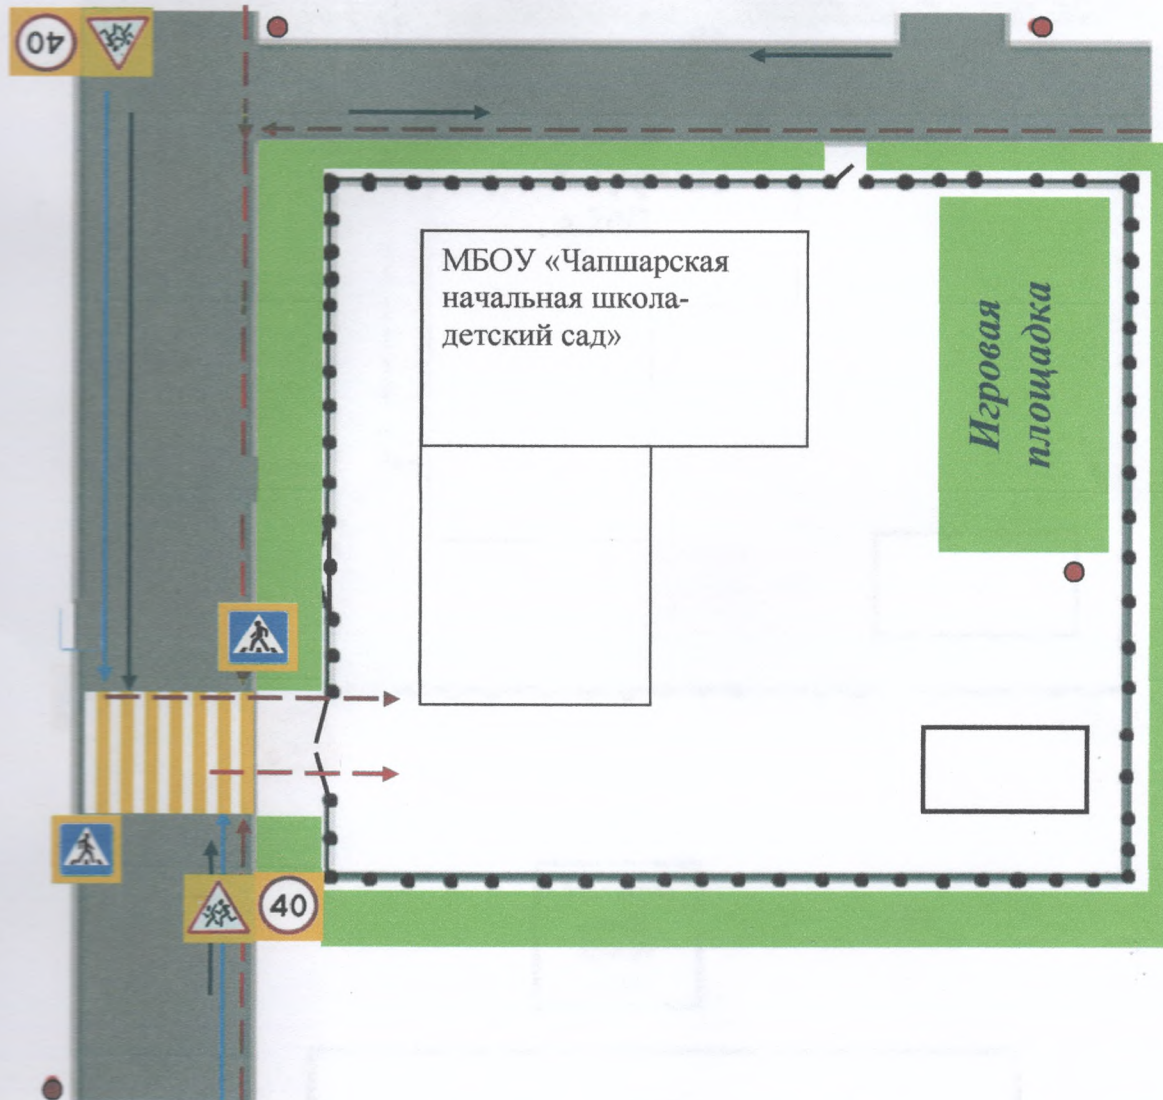 40
МБОУ «Чапшарская
начальная школа-
детский сад»
Игровая
площадка
40